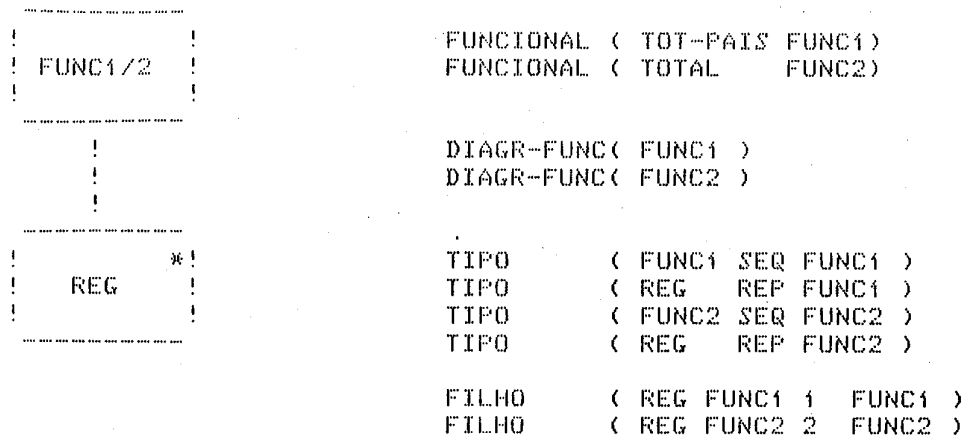 FUNC1/2
REG *
FUNCIONAL ( TOT-PAIS FUNC1)
FUNCIONAL ( TOTAL FUNC2)
DIAGR-FUNC( FUNC1 )
DIAGR-FUNC( FUNC2 )
TIPO ( FUNC1 SEQ FUNC1 )
TIPO ( REG REP FUNC1 )
TIPO ( FUNC2 SEQ FUNC2 )
TIPO ( REG REP FUNC2 )
FILHO ( REG FUNC1 1 FUNC1 )
FILHO ( REG FUNC2 2 FUNC2 )